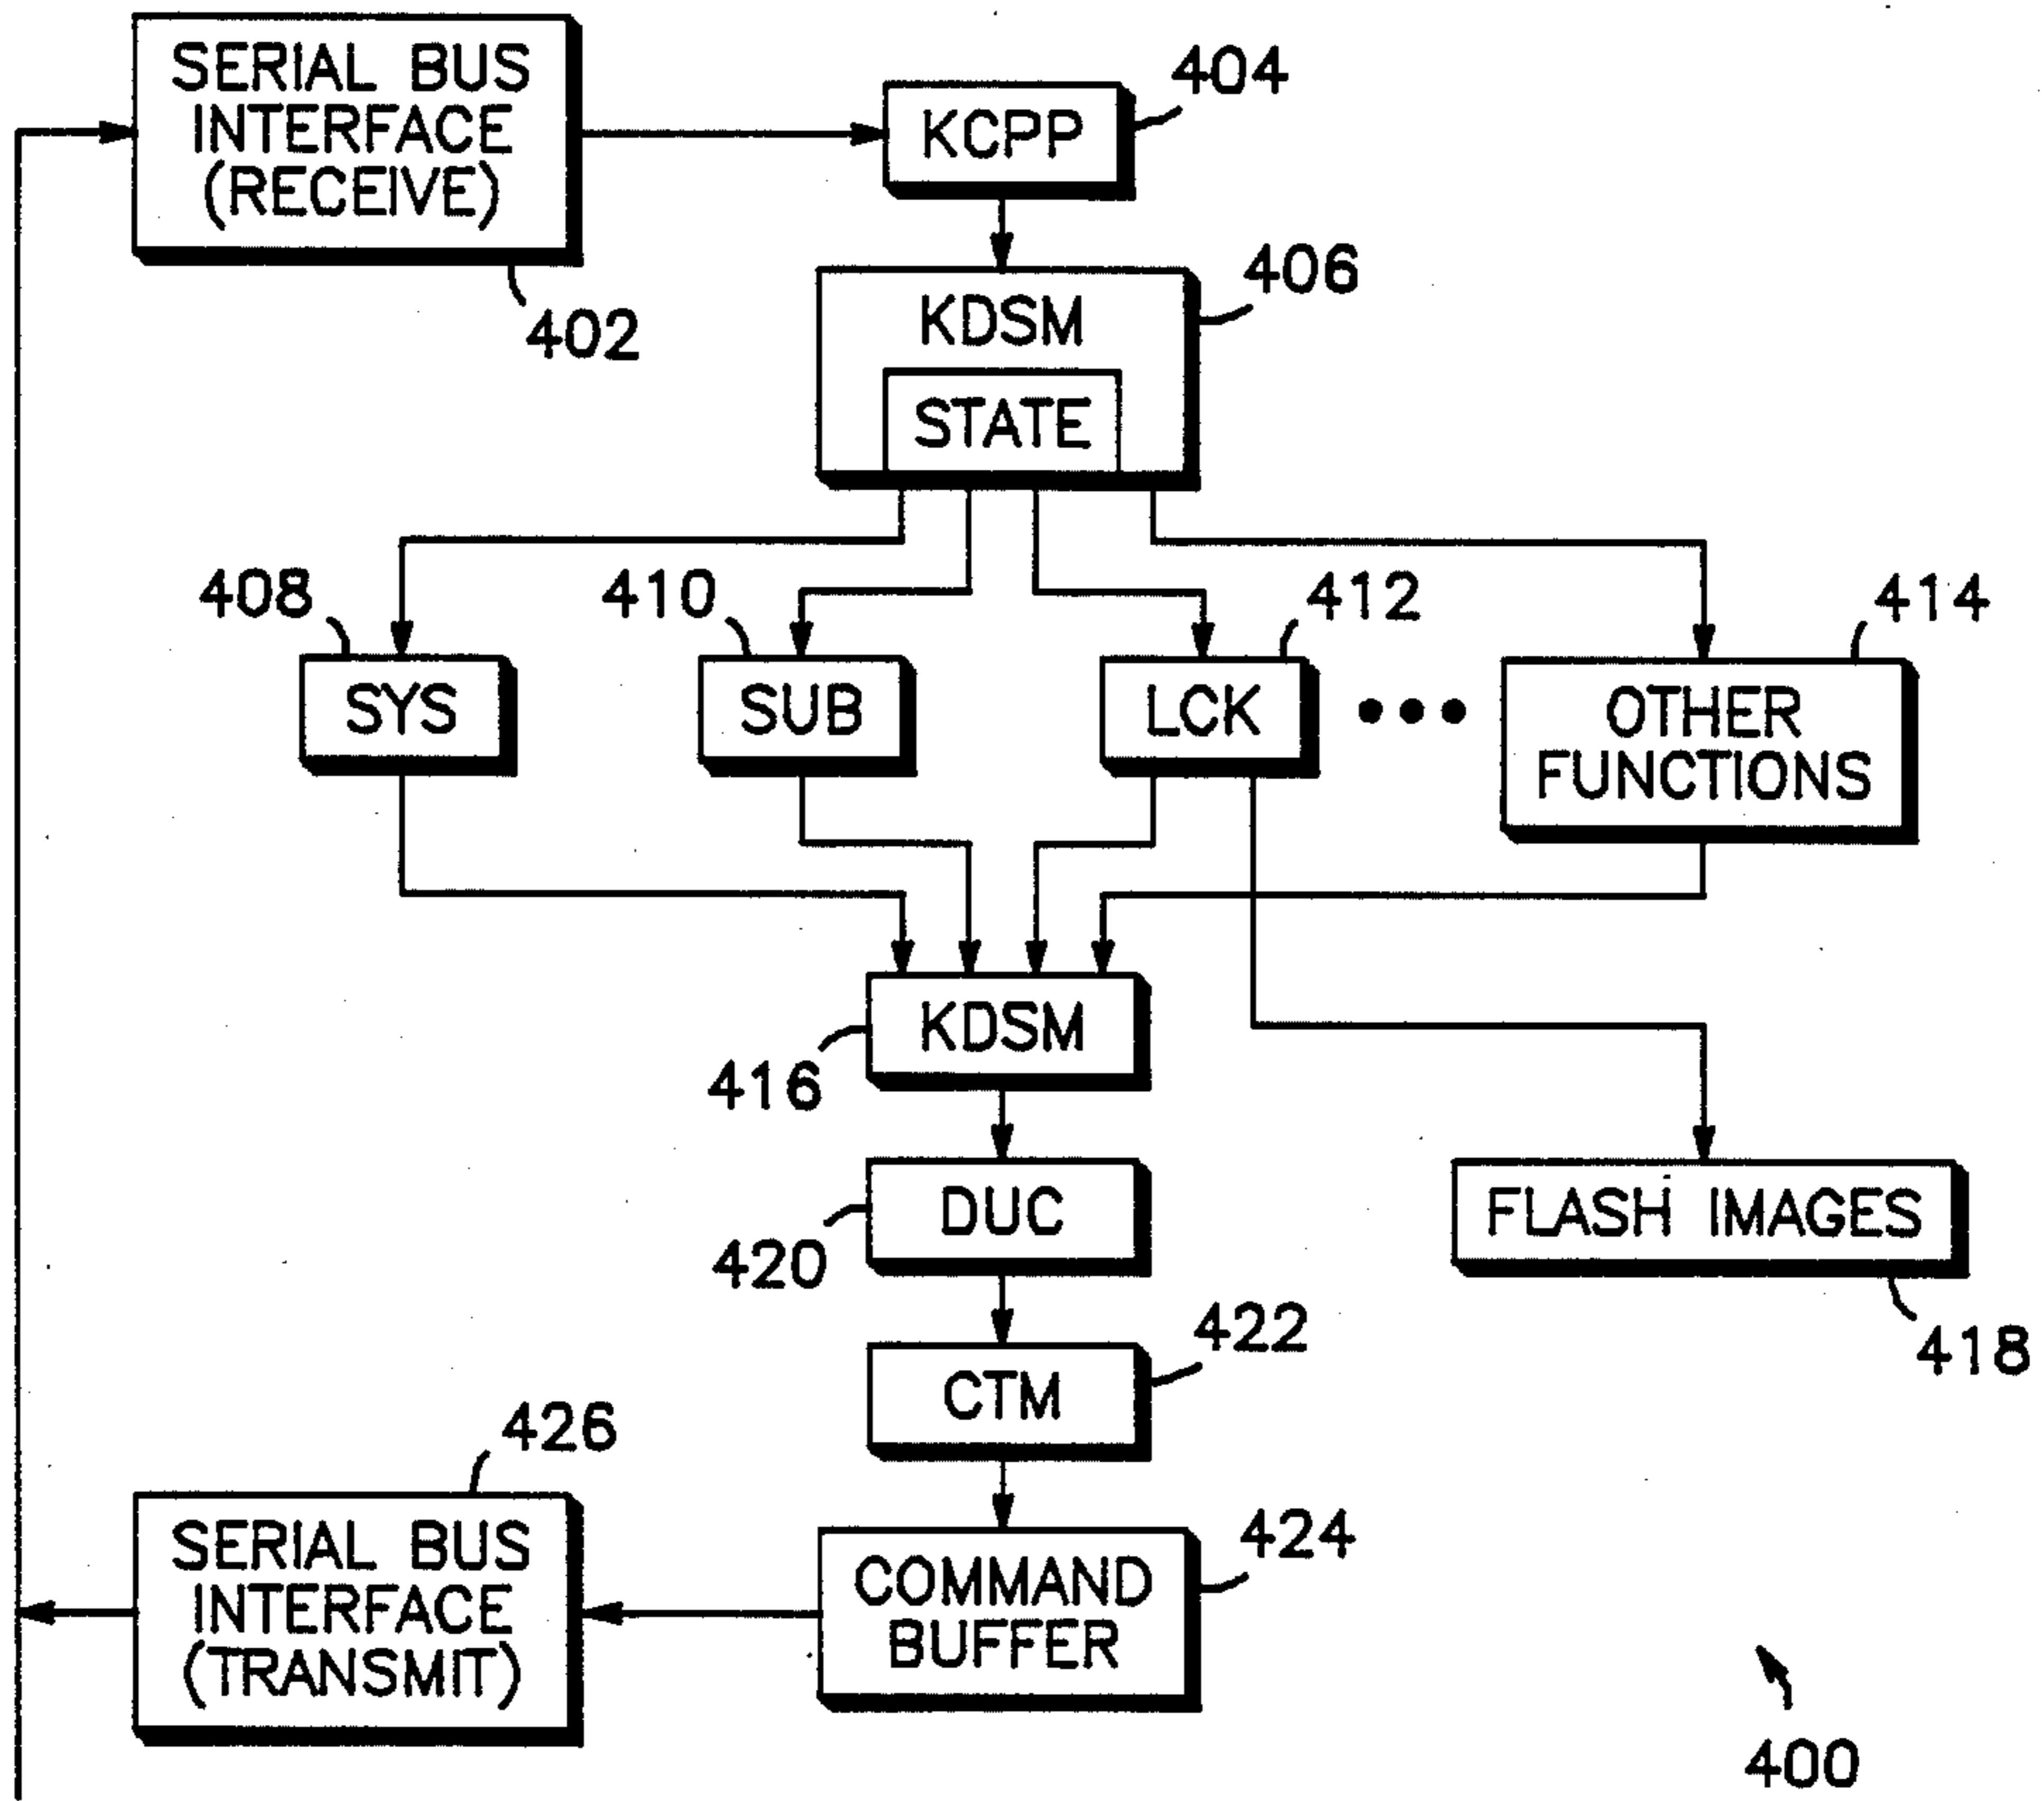 SERIAL BUS
INTERFACE
(RECEIVE)
402
KCPP
404
KDSM
STATE
406
408
SYS
410
SUB
412
LCK
414
OTHER
FUNCTIONS
KDSM
416
DUC
420
FLASH IMAGES
418
CTM
422
COMMAND
BUFFER
424
426
SERIAL BUS
INTERFACE
(TRANSMIT)
400